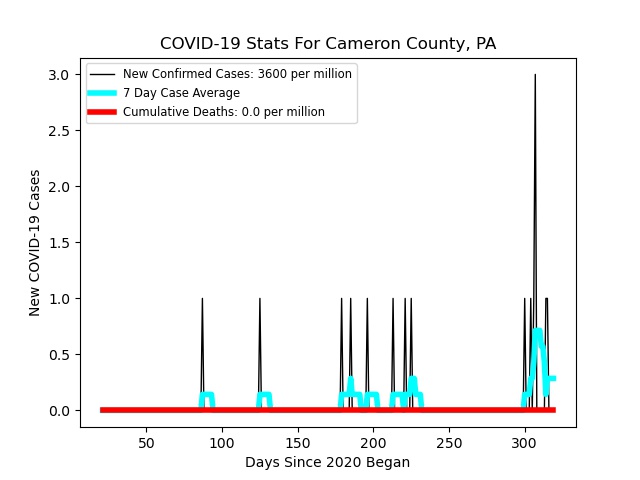 COVID-19 Stats For Cameron County, PA
New Confirmed Cases: 3600 per million
7 Day Case Average
Cumulative Deaths: 0.0 per million
New COVID-19 Cases
3.0
2.5
2.0
1.5
1.0
0.5
0.0
50 100 150 200 250 300
Days Since 2020 Began